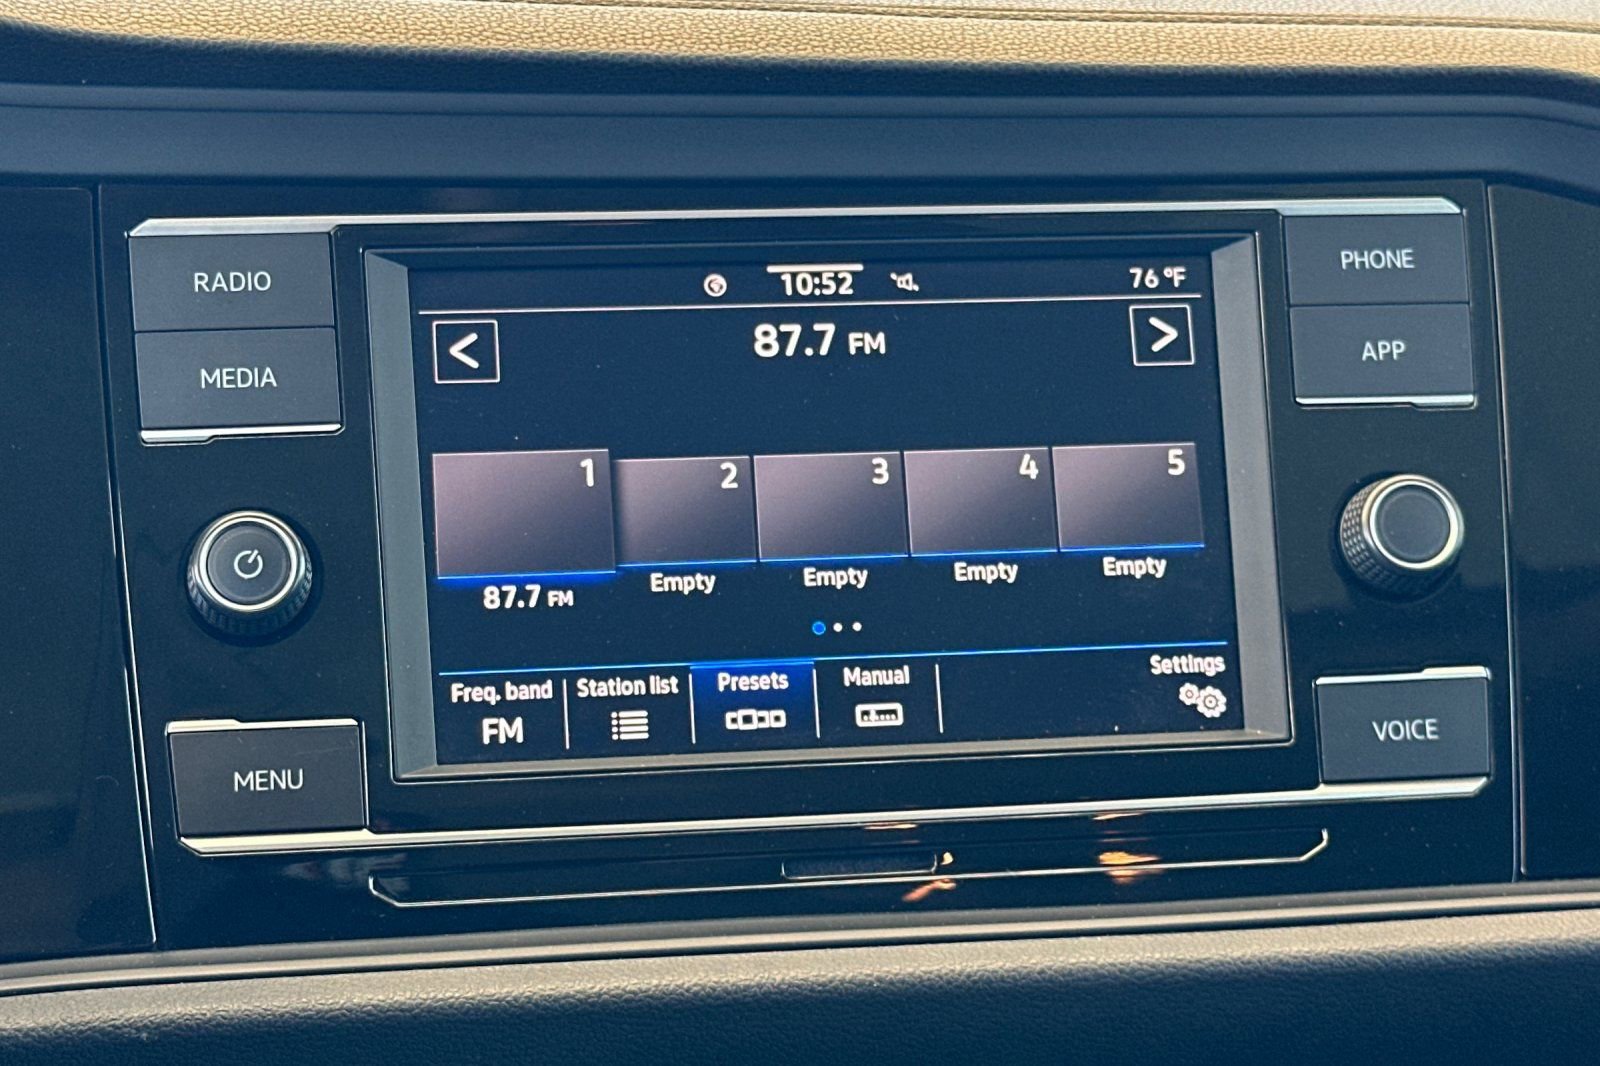 RADIO
MEDIA
MENU
10:52
76 °F
<
87.7 FM
>
1
2
3
4
5
87.7 FM
Empty
Empty
Empty
Empty
Freq. band
FM
Station list
Presets
Manual
Settings
PHONE
APP
VOICE